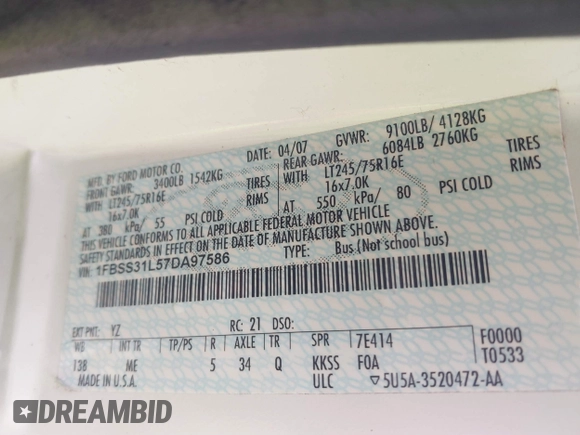 MFD. BY FORD MOTOR CO.
DATE: 04/07 GVWR: 9100LB/ 4128KG
FRONT GAWR: 3400LB 1542KG
REAR GAWR: 6084LB 2760KG
WITH LT245/75R16E TIRES
WITH LT245/75R16E TIRES
16x7.0K RIMS
16x7.0K RIMS
AT 380 kPa/ 55 PSI COLD
AT 550 kPa/ 80 PSI COLD
THIS VEHICLE CONFORMS TO ALL APPLICABLE FEDERAL MOTOR VEHICLE
SAFETY STANDARDS IN EFFECT ON THE DATE OF MANUFACTURE SHOWN ABOVE.
VIN: 1FBSS31L57DA97586
TYPE: Bus (Not school bus)
EXT PNT: YZ RC: 21 DSO:
WB INT TR TP/PS R AXLE TR SPR 7E414 F0000
138 ME 5 34 Q KKSS FOA T0533
MADE IN U.S.A. ULC ▽5U5A-3520472-AA
DREAMBID